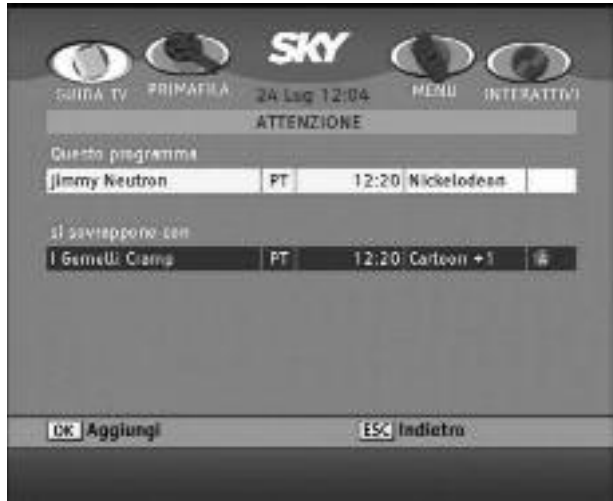 SKY
GUIDA TV PRIMAFILA MENU INTERATTIVI
24 Lug 12:04
ATTENZIONE
Questo programma
Jimmy Neutron PT 12:20 Nickelodeon
si sovrappone con
I Gemelli Cramp PT 12:20 Cartoon +1
OK Aggiungi ESC Indietro